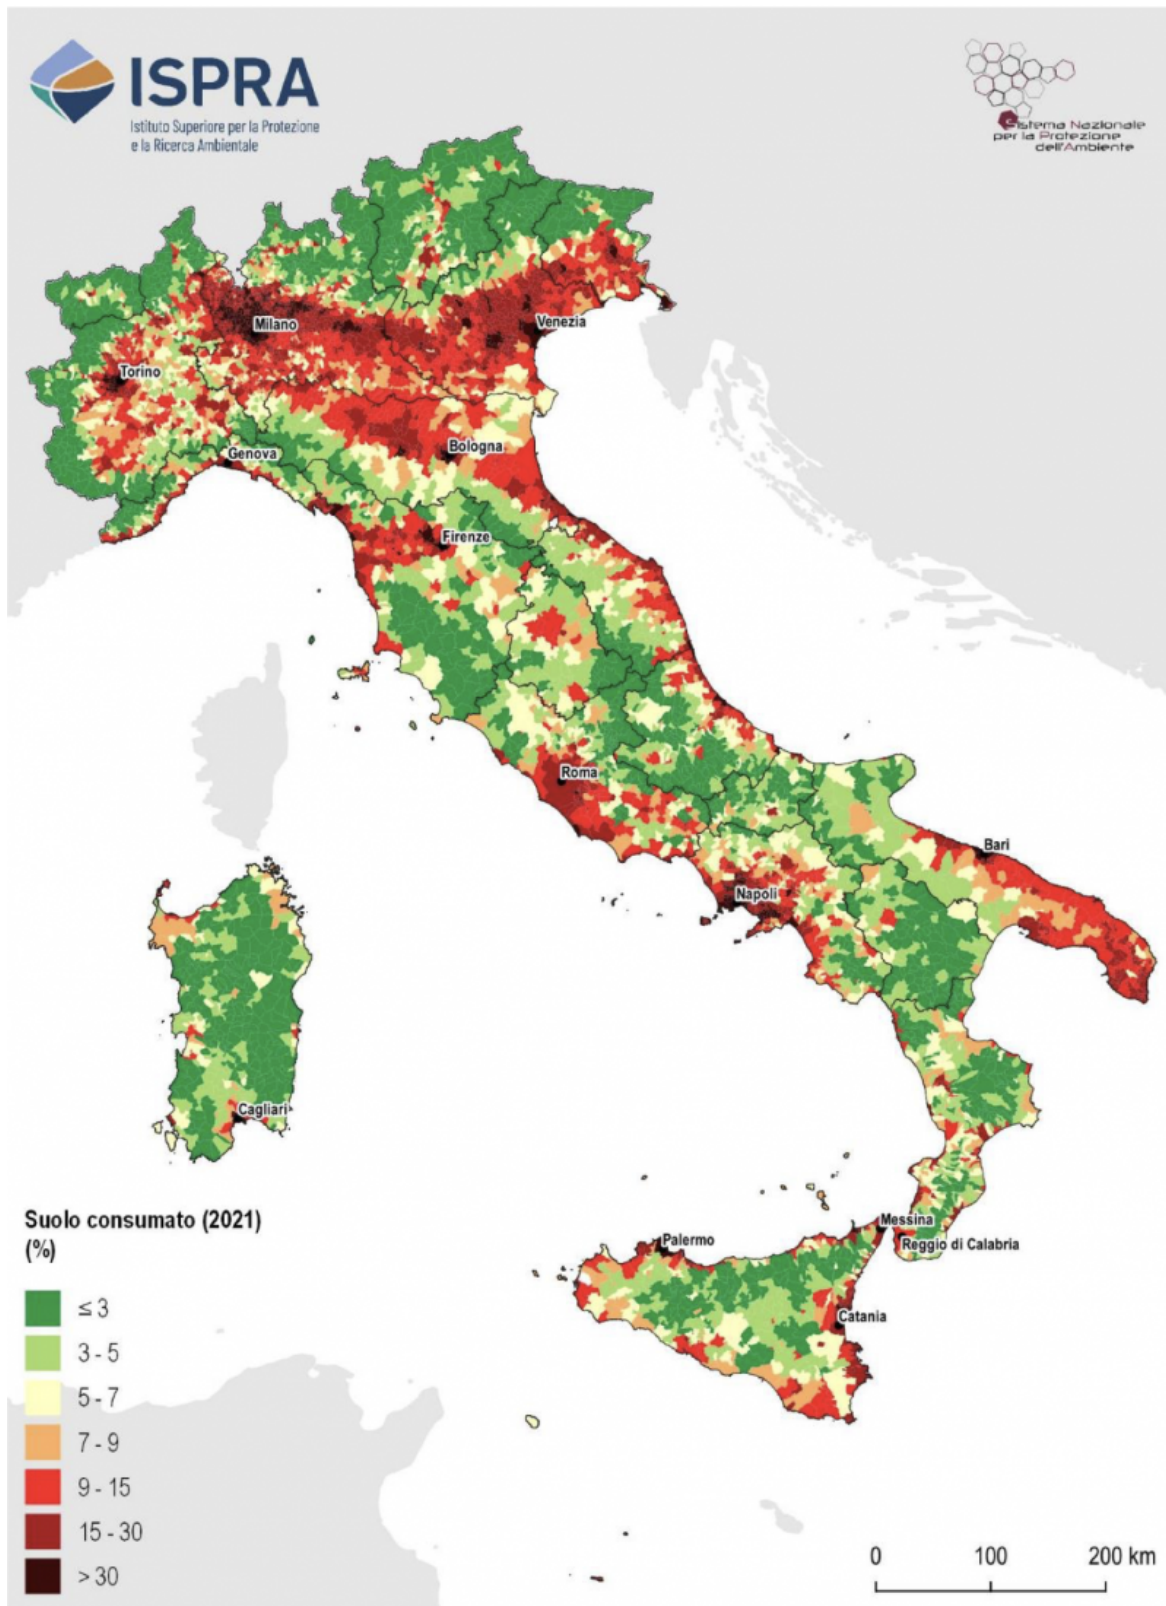 ISPRA
Istituto Superiore per la Protezione
e la Ricerca Ambientale
Sistema Nazionale
per la Protezione
dell'Ambiente
Milano
Venezia
Torino
Bologna
Genova
Firenze
Roma
Bari
Napoli
Cagliari
Messina
Reggio di Calabria
Palermo
Catania
Suolo consumato (2021)
(%)
≤ 3
3 - 5
5 - 7
7 - 9
9 - 15
15 - 30
> 30
0 100 200 km